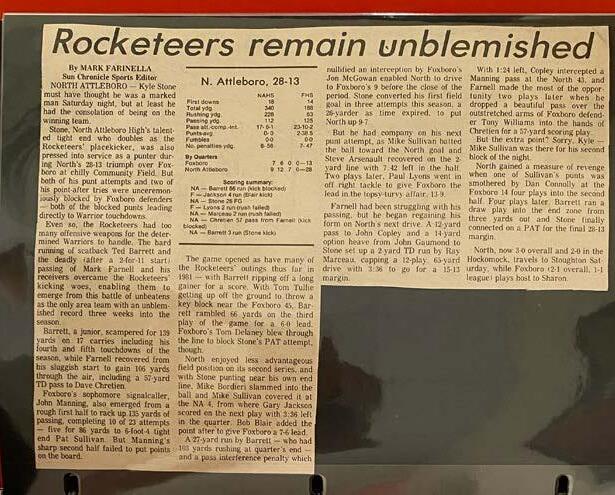 Rocketeers remain unblemished
By MARK FARINELLA
Sun Chronicle Sports Editor
NORTH ATTLEBORO — Kyle Stone
must have thought he was a marked
man Saturday night, but at least he
had the consolation of being on the
winning team.
Stone, North Attleboro High's talent-
ed tight end who doubles as the
Rocketeers' placekicker, was also
pressed into service as a punter dur-
ing North's 28-13 triumph over Fox-
boro at chilly Community Field. But
both of his punt attempts and two of
his point-after tries were unceremon-
iously blocked by Foxboro defenders
— both of the blocked punts leading
directly to Warrior touchdowns.
Even so, the Rocketeers had too
many offensive weapons for the deter-
mined Warriors to handle. The hard
running of scatback Ted Barrett and
the deadly (after a 2-for-11 start)
passing of Mark Farnell and his
receivers overcame the Rocketeers'
kicking woes, enabling them to
emerge from this battle of unbeatens
as the only area team with an unblem-
ished record three weeks into the
season.
Barrett, a junior, scampered for 139
yards on 17 carries including his
fourth and fifth touchdowns of the
season, while Farnell recovered from
his sluggish start to gain 106 yards
through the air, including a 57-yard
TD pass to Dave Chretien.
Foxboro's sophomore signalcaller,
John Manning, also emerged from a
rough first half to rack up 135 yards of
passing, completing 10 of 23 attempts
— five for 86 yards to 6-foot-4 tight
end Pat Sullivan. But Manning's
sharp second half failed to put points
on the board.
N. Attleboro, 28-13
NAHS FHS
First downs 18 14
Total ydg. 340 188
Rushing ydg. 228
Passing ydg. 112
Pass att.-comp.-int.
Punts-avg
Fumbles
No. penalties ydg.
By Quarters
Foxboro 7 6 0 0—13
North Attleboro 9 12 7 0—28
Scoring summary:
NA — Barrett 66 run (kick blocked)
F — Jackson 4 run (Blair kick)
NA — Stone 26 FG
F — Lyons 2 run (rush failed)
NA — Marceau 2 run (rush failed)
NA — Chretien 57 pass from Farnell (kick
blocked)
NA — Barrett 3 run (Stone kick)
The game opened as have many of
the Rocketeers' outings thus far in
1981 — with Barrett ripping off a long
gainer for a score. With Tom Tullie
getting up off the ground to throw a
key block near the Foxboro 45, Bar-
rett rambled 66 yards on the third
play of the game for a 6-0 lead.
Foxboro's Tom Delaney blew through
the line to block Stone's PAT attempt,
though.
North enjoyed less advantageous
field position on its second series, and
with Stone punting near his own end
line, Mike Bordieri slammed into the
ball and Mike Sullivan covered it at
the NA 4, from where Gary Jackson
scored on the next play with 3:36 left
in the quarter. Bob Blair added the
point after to give Foxboro a 7-6 lead.
A 27-yard run by Barrett — who had
103 yards rushing at quarter's end —
and a pass interference penalty which
nullified an interception by Foxboro's
Jon McGowan enabled North to drive
to Foxboro's 9 before the close of the
period. Stone converted his first field
goal in three attempts this season, a
26-yarder as time expired, to put
North up 9-7.
But he had company on his next
punt attempt, as Mike Sullivan batted
the ball toward the North goal and
Steve Arsenault recovered on the 2-
yard line with 7:42 left in the half.
Two plays later, Paul Lyons went in
off right tackle to give Foxboro the
lead in the topsy-turvy affair, 13-9.
Farnell had been struggling with his
passing, but he began regaining his
form on North's next drive. A 12-yard
pass to John Copley and a 14-yard
option heave from John Gaumond to
Stone set up a 2-yard TD run by Ray
Marceau, capping a 12-play, 65-yard
drive with 3:36 to go for a 15-13
margin.
With 1:24 left, Copley intercepted a
Manning pass at the North 43, and
Farnell made the most of the oppor-
tunity two plays later when he
dropped a beautiful pass over the
outstretched arms of Foxboro defend-
er Tony Williams into the hands of
Chretien for a 57-yard scoring play.
But the extra point? Sorry, Kyle —
Mike Sullivan was there for his second
block of the night.
North gained a measure of revenge
when one of Sullivan's punts was
smothered by Dan Connally at the
Foxboro 14 four plays into the second
half. Four plays later, Barrett ran a
draw play into the end zone from
three yards out and Stone finally
connected on a PAT for the final 28-13
margin.
North, now 3-0 overall and 2-0 in the
Hockomock, travels to Stoughton Sat-
urday, while Foxboro (2-1 overall, 1-1
league) plays host to Sharon.